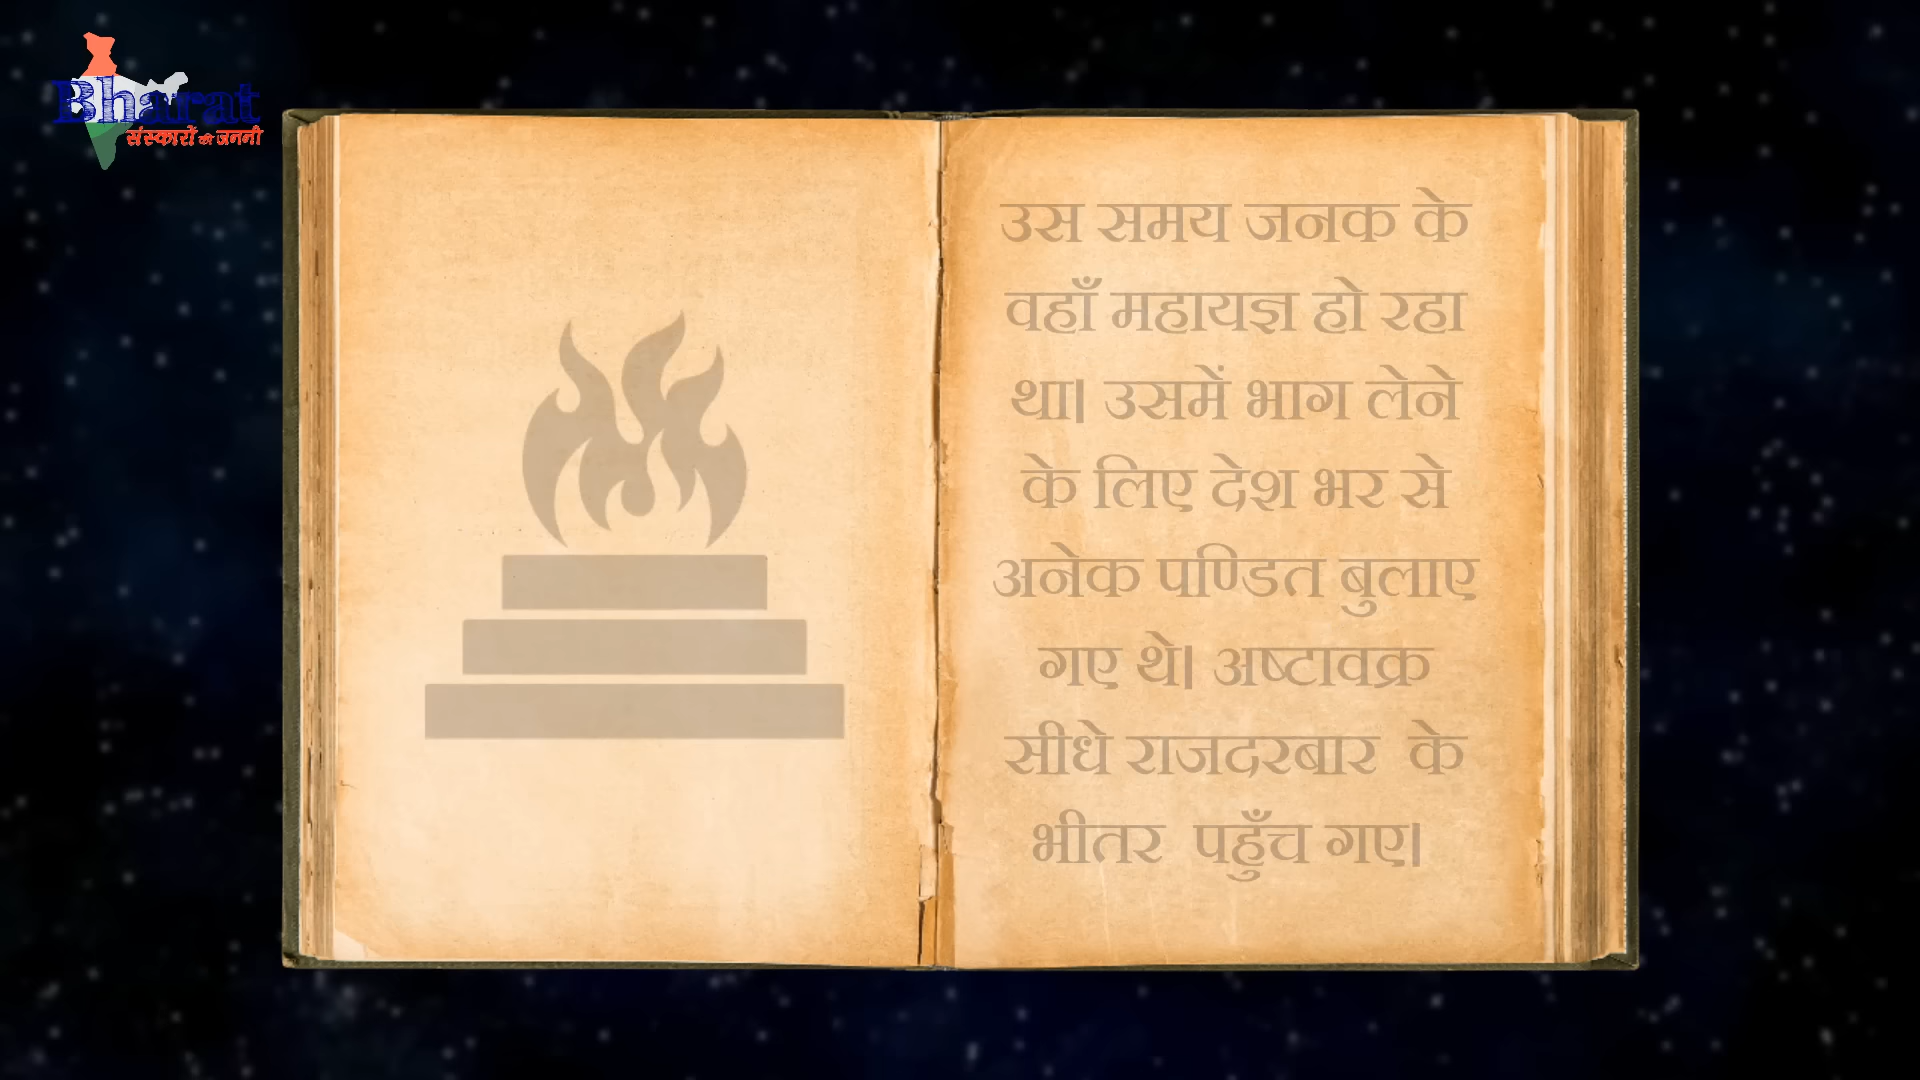 Bharat
संस्कारों की जननी
उस समय जनक के
वहाँ महायज्ञ हो रहा
था। उसमें भाग लेने
के लिए देश भर से
अनेक पण्डित बुलाए
गए थे। अष्टावक्र
सीधे राजदरबार के
भीतर पहुँच गए।